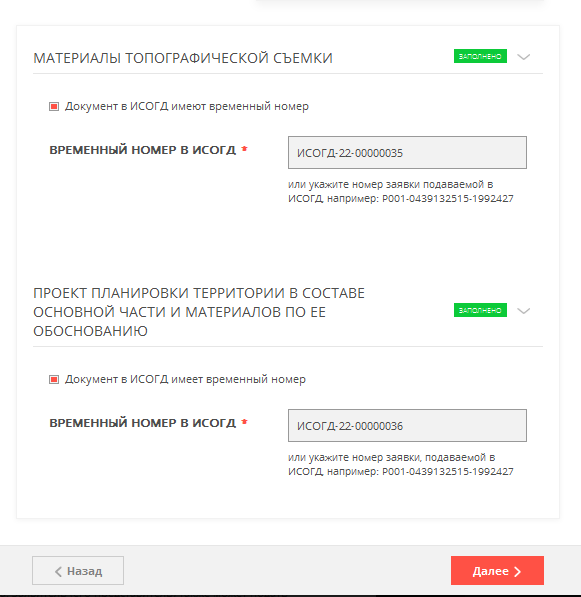 МАТЕРИАЛЫ ТОПОГРАФИЧЕСКОЙ СЪЕМКИ
ЗАПОЛНЕНО
Документ в ИСОГД имеют временный номер
ВРЕМЕННЫЙ НОМЕР В ИСОГД *
ИСОГД-22-00000035
или укажите номер заявки подаваемой в
ИСОГД, например: P001-0439132515-1992427
ПРОЕКТ ПЛАНИРОВКИ ТЕРРИТОРИИ В СОСТАВЕ
ОСНОВНОЙ ЧАСТИ И МАТЕРИАЛОВ ПО ЕЕ
ОБОСНОВАНИЮ
ЗАПОЛНЕНО
Документ в ИСОГД имеет временный номер
ВРЕМЕННЫЙ НОМЕР В ИСОГД *
ИСОГД-22-00000036
или укажите номер заявки, подаваемой в
ИСОГД, например: P001-0439132515-1992427
Назад
Далее